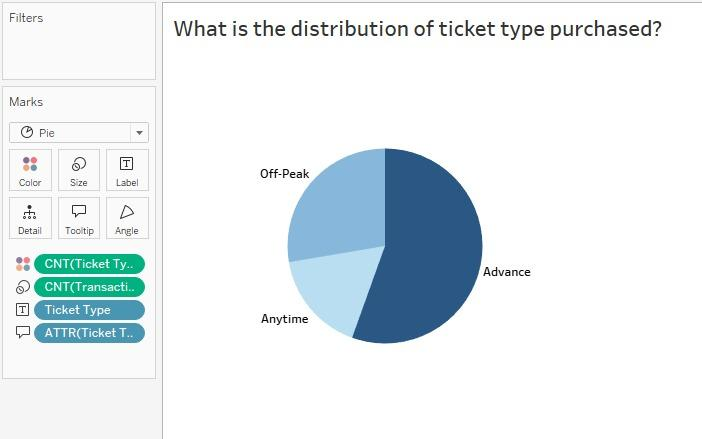 Filters
Marks
Pie
Color
Size
Label
Detail
Tooltip
Angle
CNT(Ticket Ty..
CNT(Transacti..
Ticket Type
ATTR(Ticket T..
What is the distribution of ticket type purchased?
Off-Peak
Advance
Anytime